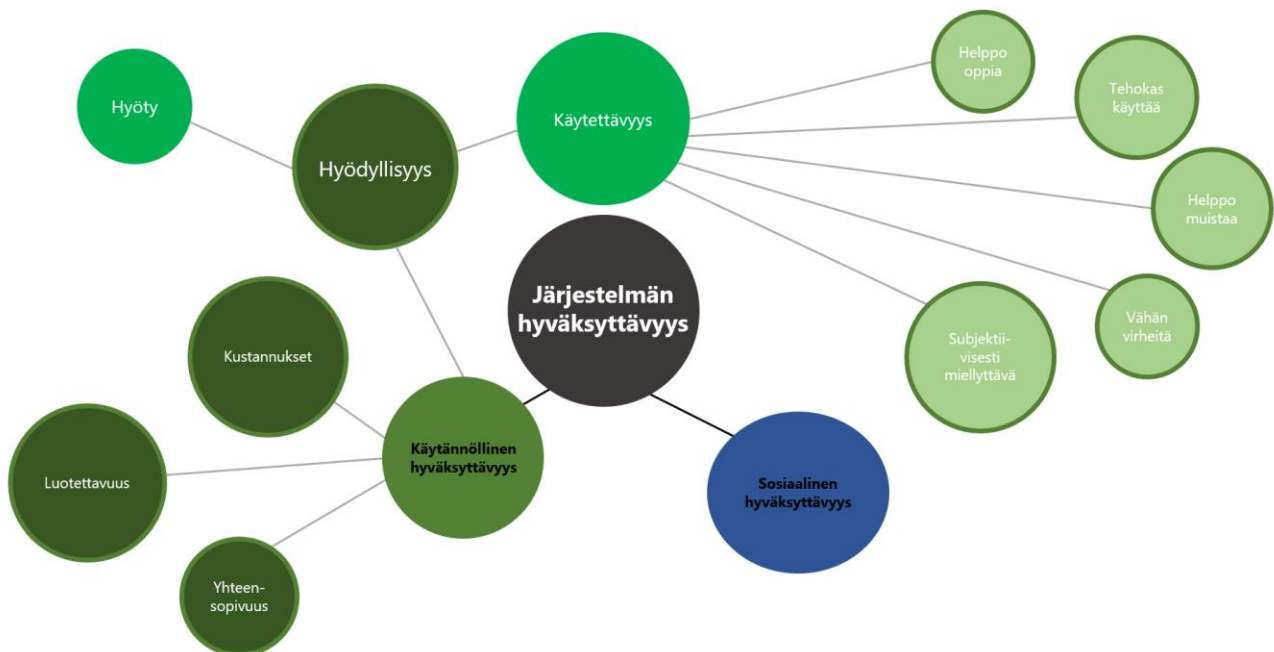 Hyöty
Hyödyllisyys
Käytettävyys
Helppo
oppia
Tehokas
käyttää
Helppo
muistaa
Vähän
virheitä
Subjektii-
visesti
miellyttävä
Järjestelmän
hyväksyttävyys
Kustannukset
Luotettavuus
Yhteen-
sopivuus
Käytännöllinen
hyväksyttävyys
Sosiaalinen
hyväksyttävyys